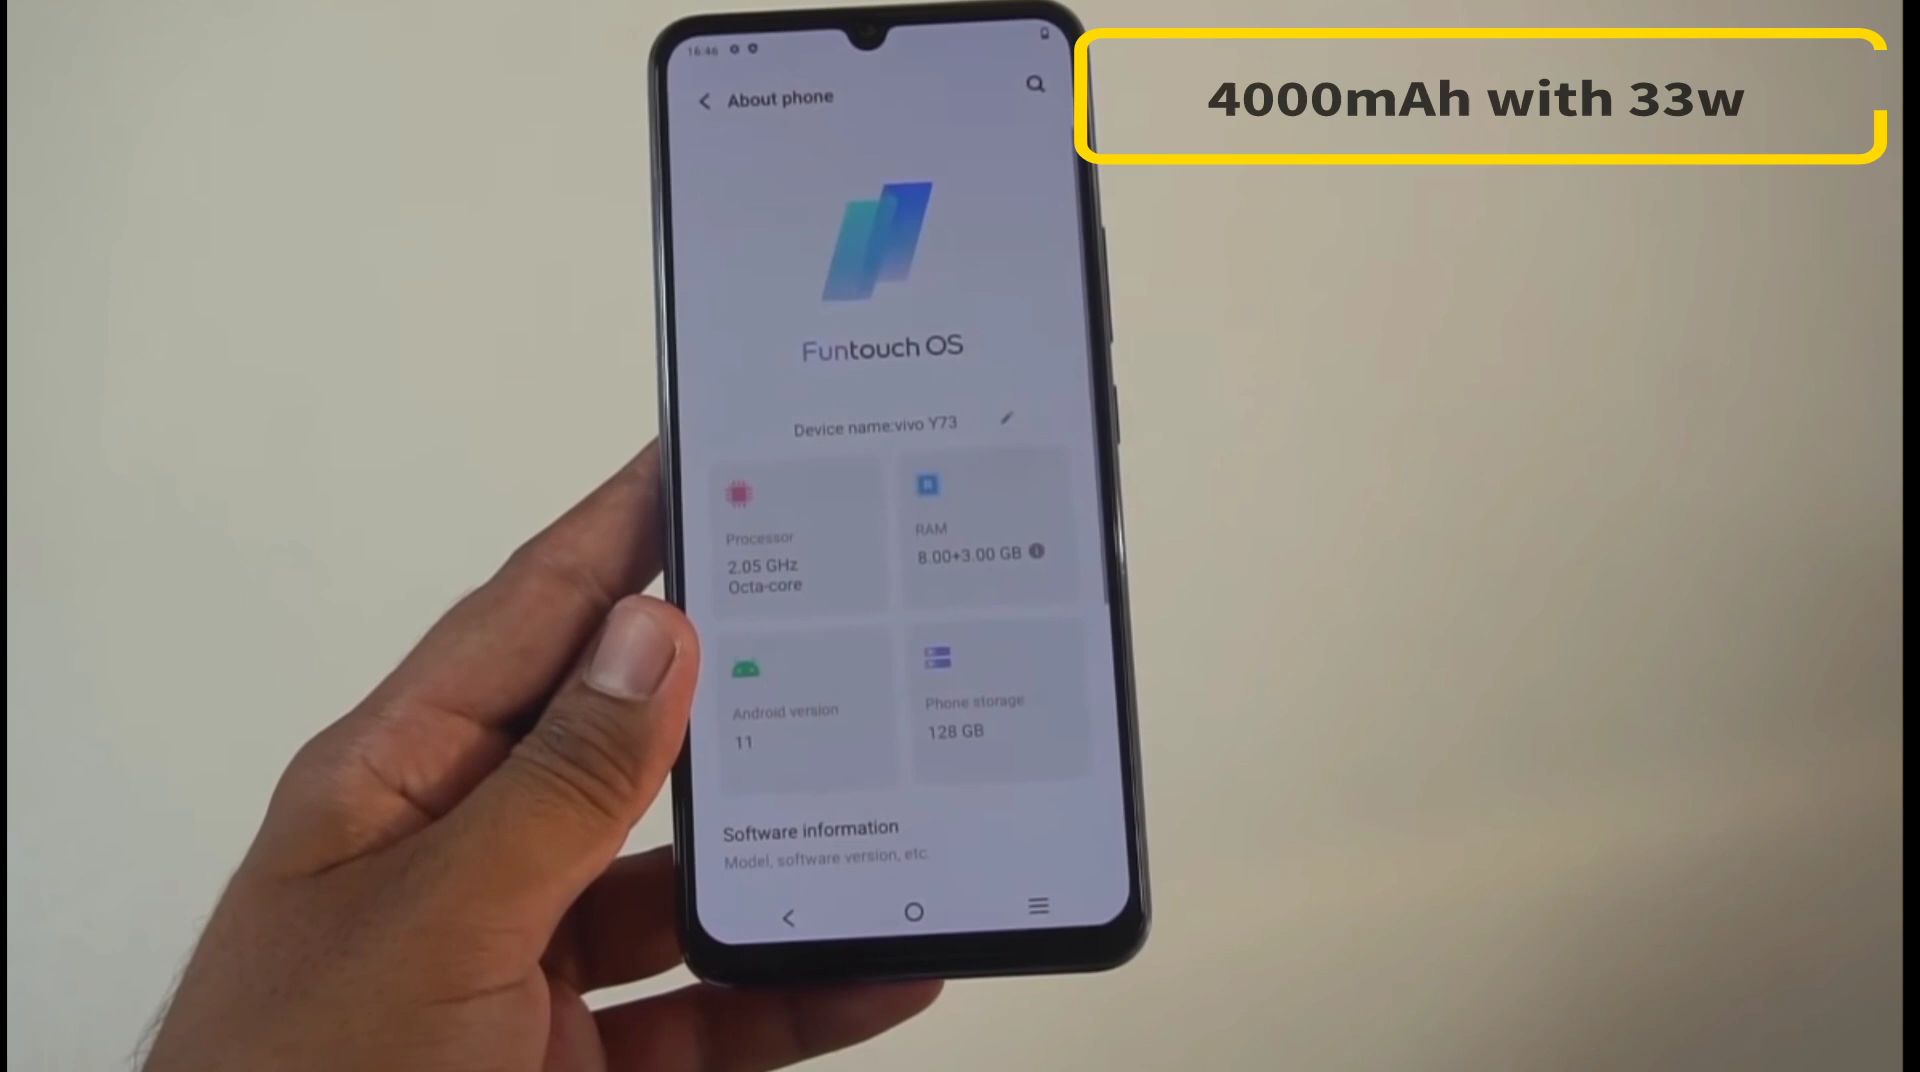 4000mAh with 33w
16:46
About phone
Funtouch OS
Device name:vivo Y73
Processor
2.05 GHz
Octa-core
R
RAM
8.00+3.00 GB
Android version
11
Phone storage
128 GB
Software information
Model, software version, etc.